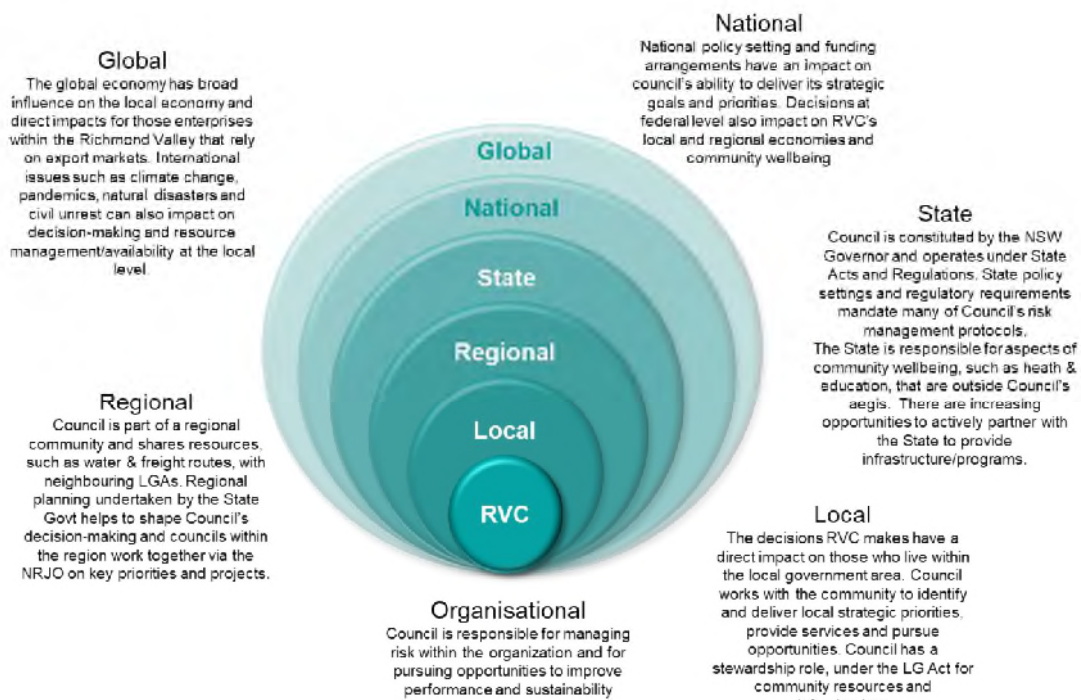 Global
The global economy has broad
influence on the local economy and
direct impacts for those enterprises
within the Richmond Valley that rely
on export markets. International
issues such as climate change,
pandemics, natural disasters and
civil unrest can also impact on
decision-making and resource
management/availability at the local
level.
National
National policy setting and funding
arrangements have an impact on
council's ability to deliver its strategic
goals and priorities. Decisions at
federal level also impact on RVC's
local and regional economies and
community wellbeing
Global
National
State
Regional
Local
RVC
State
Council is constituted by the NSW
Governor and operates under State
Acts and Regulations. State policy
settings and regulatory requirements
mandate many of Council's risk
management protocols.
The State is responsible for aspects of
community wellbeing, such as heath &
education, that are outside Council's
aegis. There are increasing
opportunities to actively partner with
the State to provide
infrastructure/programs.
Regional
Council is part of a regional
community and shares resources,
such as water & freight routes, with
neighbouring LGAs. Regional
planning undertaken by the State
Govt helps to shape Council's
decision-making and councils within
the region work together via the
NRJO on key priorities and projects.
Organisational
Council is responsible for managing
risk within the organization and for
pursuing opportunities to improve
performance and sustainability
Local
The decisions RVC makes have a
direct impact on those who live within
the local government area. Council
works with the community to identify
and deliver local strategic priorities,
provide services and pursue
opportunities. Council has a
stewardship role, under the LG Act for
community resources and